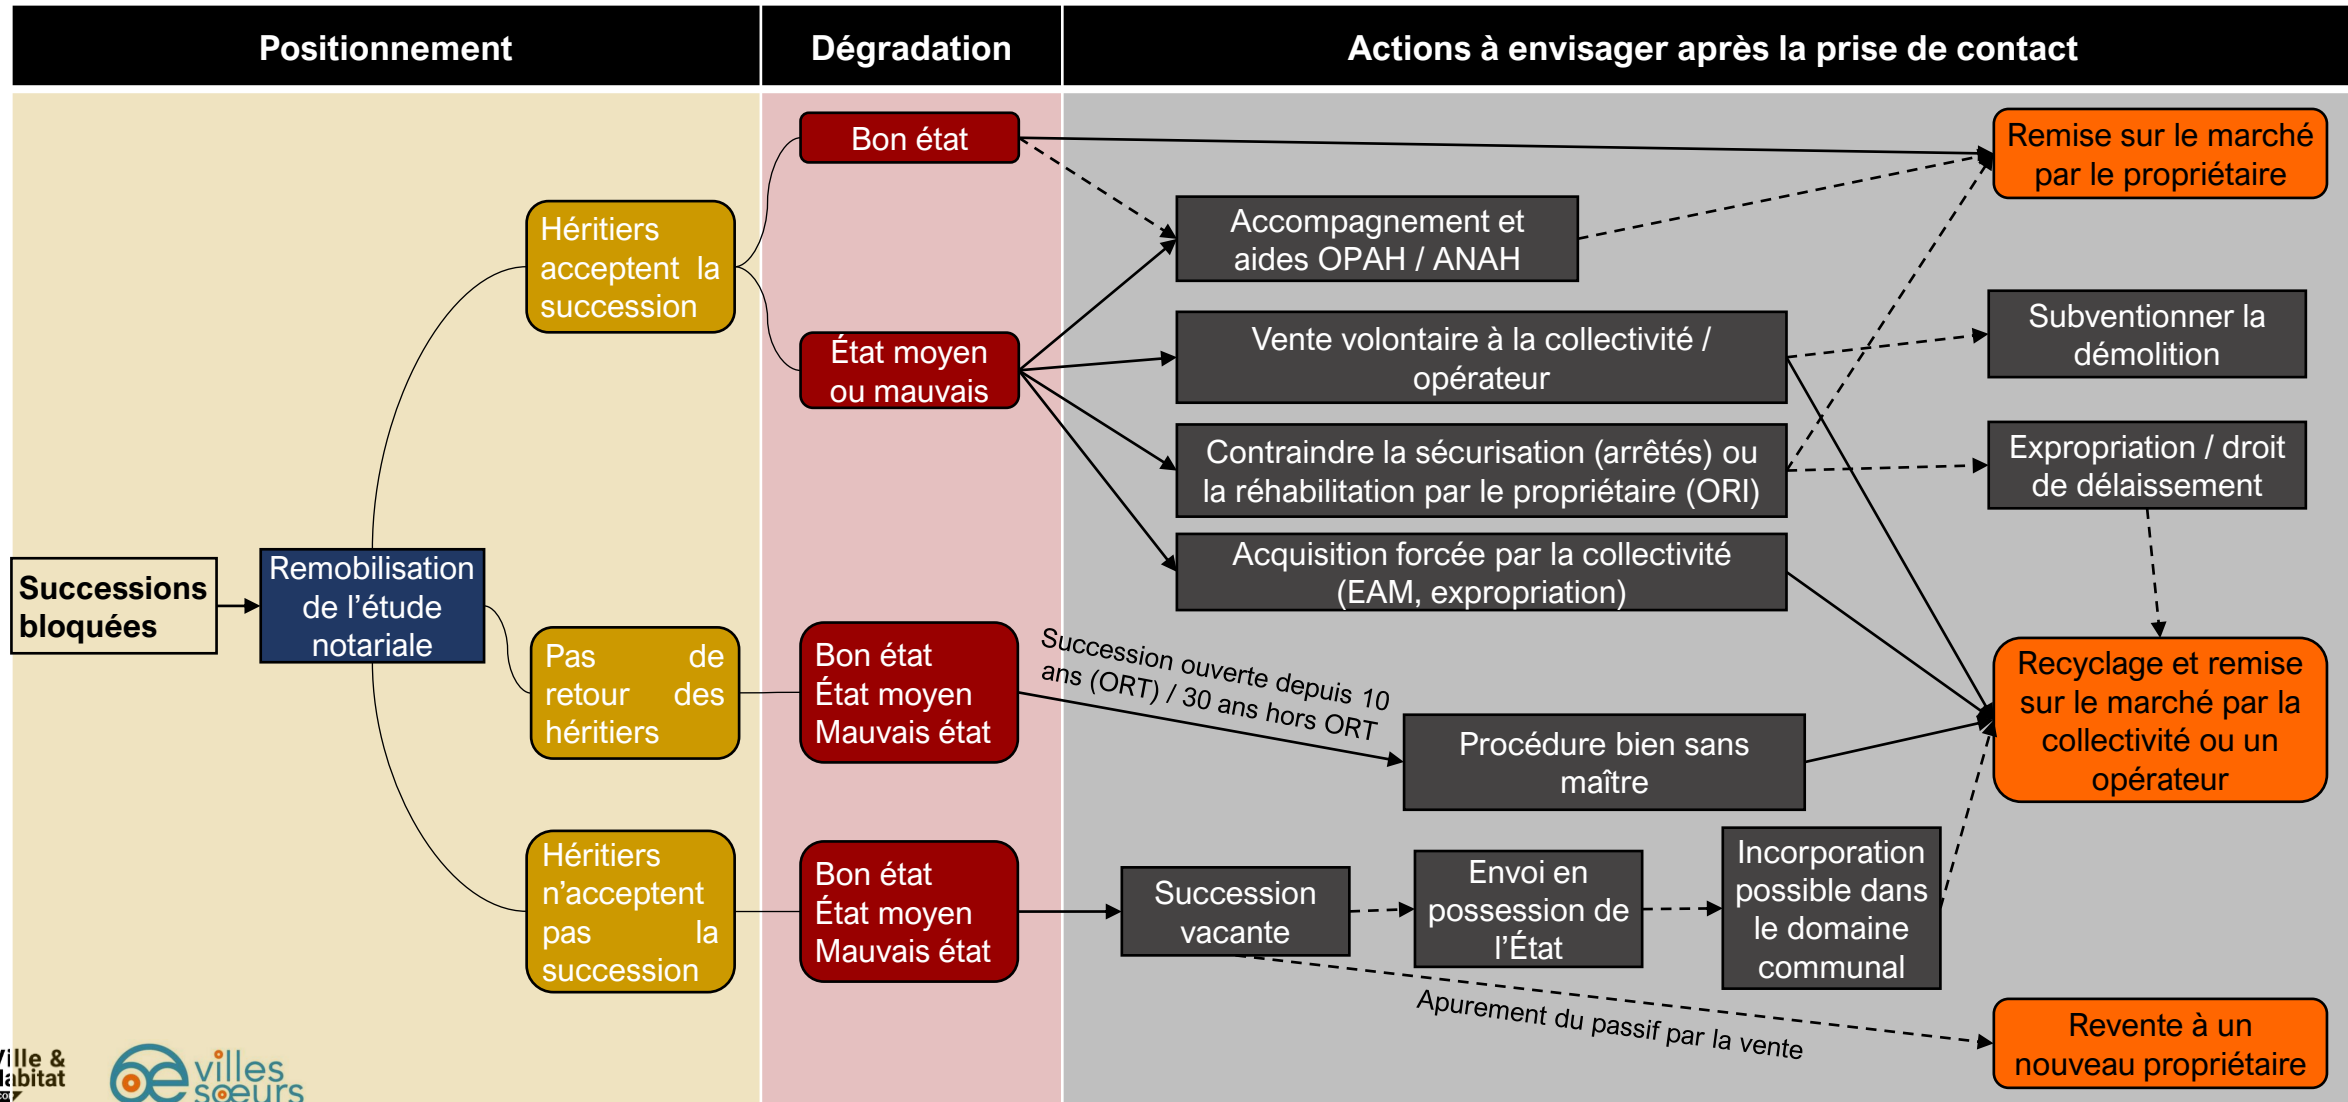 Positionnement
Dégradation
Actions à envisager après la prise de contact
Successions
bloquées
Remobilisation
de l’étude
notariale
Héritiers
acceptent la
succession
Pas de
retour des
héritiers
Héritiers
n’acceptent
pas la
succession
Bon état
État moyen
ou mauvais
Bon état
État moyen
Mauvais état
Bon état
État moyen
Mauvais état
Accompagnement et
aides OPAH / ANAH
Vente volontaire à la collectivité /
opérateur
Contraindre la sécurisation (arrêtés) ou
la réhabilitation par le propriétaire (ORI)
Acquisition forcée par la collectivité
(EAM, expropriation)
Succession ouverte depuis 10
ans (ORT) / 30 ans hors ORT
Procédure bien sans
maître
Succession
vacante
Envoi en
possession de
l’État
Incorporation
possible dans
le domaine
communal
Apurement du passif par la vente
Remise sur le marché
par le propriétaire
Subventionner la
démolition
Expropriation / droit
de délaissement
Recyclage et remise
sur le marché par la
collectivité ou un
opérateur
Revente à un
nouveau propriétaire
Ville &
Habitat
villes
sœurs